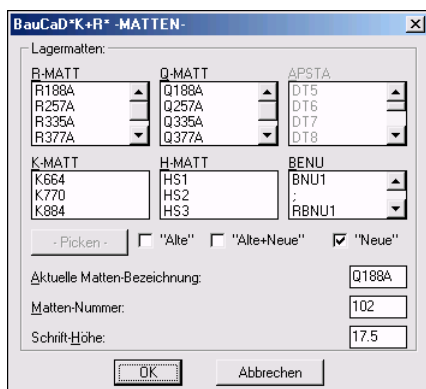 BauCaD*K+R* -MATTEN-
Lagermatten:
R-MATT Q-MATT APSTA
R188A Q188A DT5
R257A Q257A DT6
R335A Q335A DT7
R377A Q377A DT8
K-MATT H-MATT BENU
K664 HS1 BNU1
K770 HS2 ;
K884 HS3 RBNU1
- Picken - "Alte" "Alte+Neue" "Neue"
Aktuelle Matten-Bezeichnung: Q188A
Matten-Nummer: 102
Schrift-Höhe: 17.5
OK Abbrechen